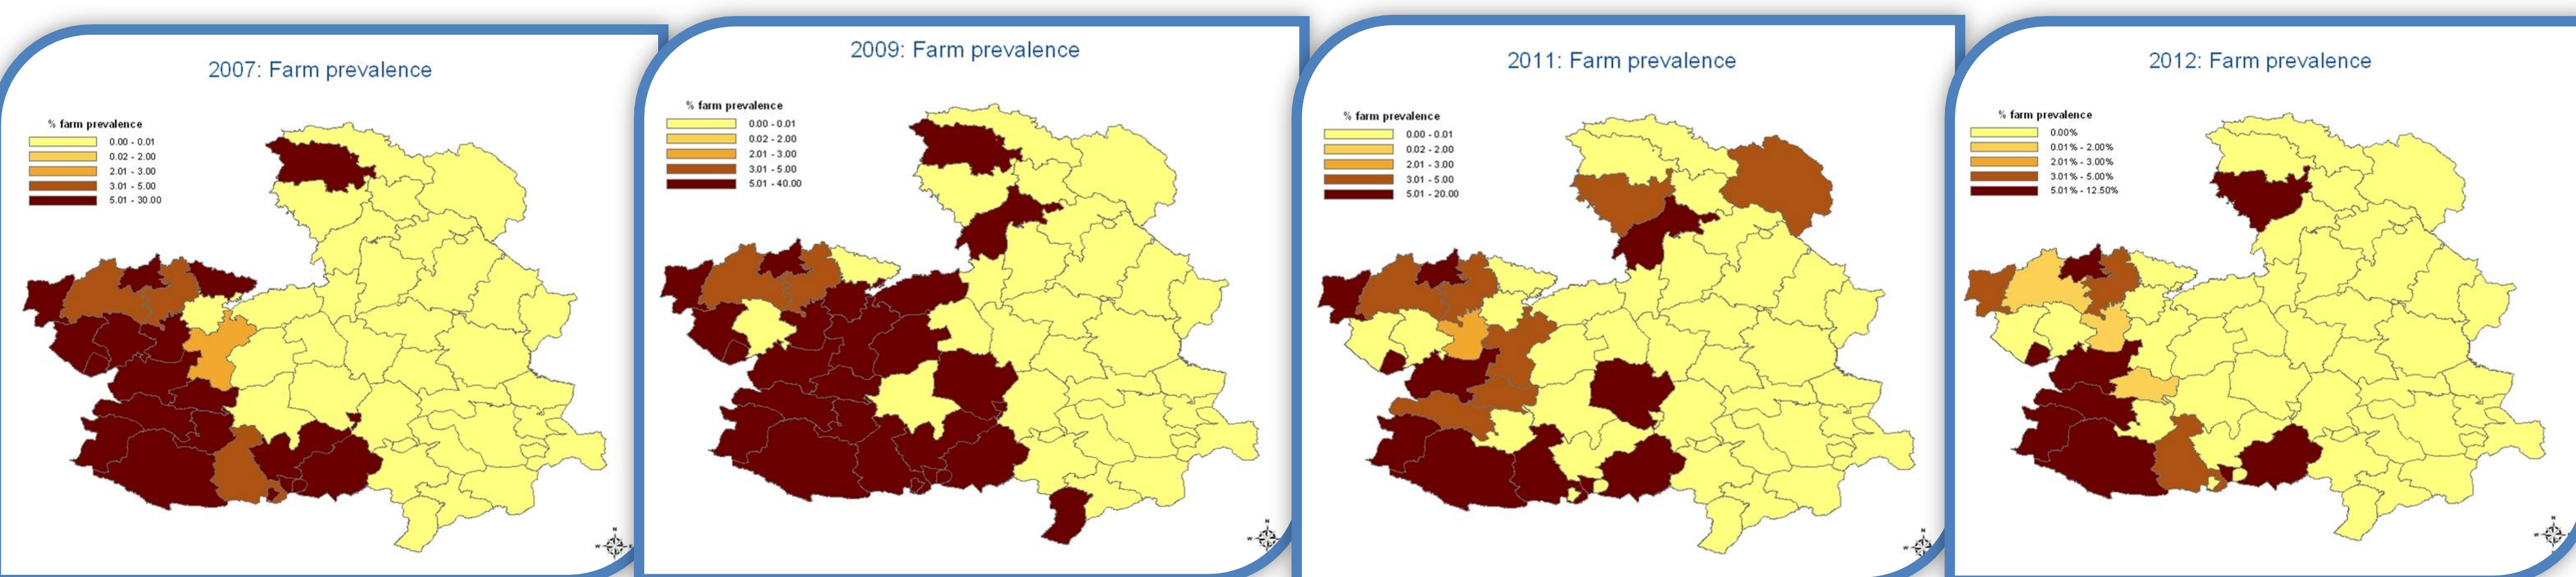 2007: Farm prevalence
% farm prevalence
0.00 - 0.01
0.02 - 2.00
2.01 - 3.00
3.01 - 5.00
5.01 - 30.00
N
W
E
2009: Farm prevalence
% farm prevalence
0.00 - 0.01
0.02 - 2.00
2.01 - 3.00
3.01 - 5.00
5.01 - 40.00
N
W
2011: Farm prevalence
% farm prevalence
0.00 - 0.01
0.02 - 2.00
2.01 - 3.00
3.01 - 5.00
5.01 - 20.00
N
W
2012: Farm prevalence
% farm prevalence
0.00%
0.01% - 2.00%
2.01% - 3.00%
3.01% - 5.00%
5.01% - 12.50%
N
W